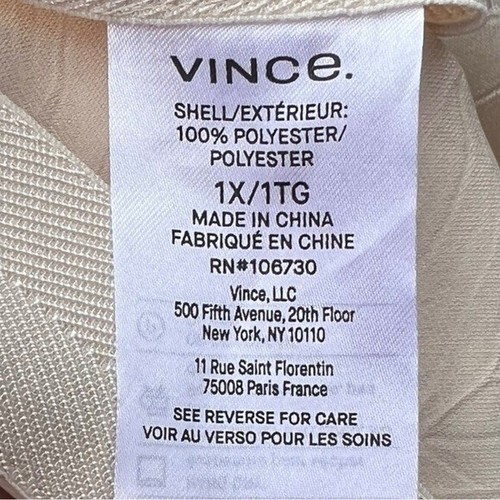 VINCe.
SHELL/EXTÉRIEUR:
100% POLYESTER/
POLYESTER
1X/1TG
MADE IN CHINA
FABRIQUÉ EN CHINE
RN#106730
Vince, LLC
500 Fifth Avenue, 20th Floor
New York, NY 10110
11 Rue Saint Florentin
75008 Paris France
SEE REVERSE FOR CARE
VOIR AU VERSO POUR LES SOINS